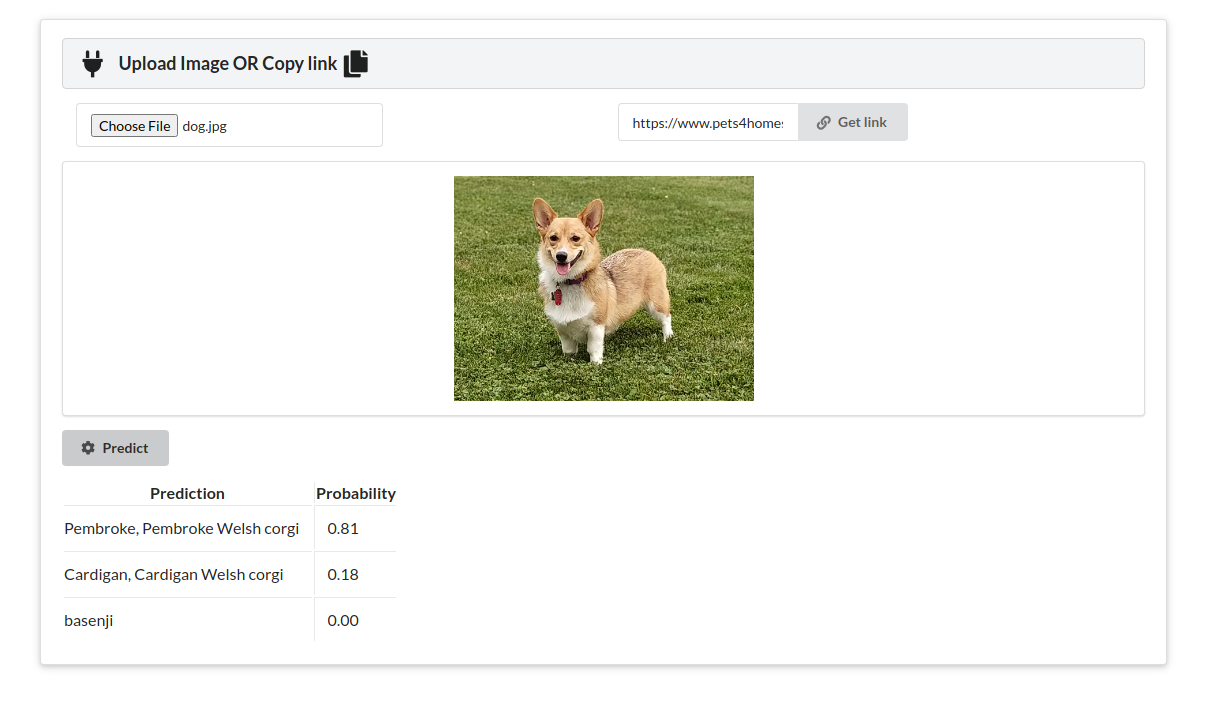 Upload Image OR Copy link
Choose File dog.jpg
https://www.pets4home
Get link
Predict
Prediction Probability
Pembroke, Pembroke Welsh corgi 0.81
Cardigan, Cardigan Welsh corgi 0.18
basenji 0.00